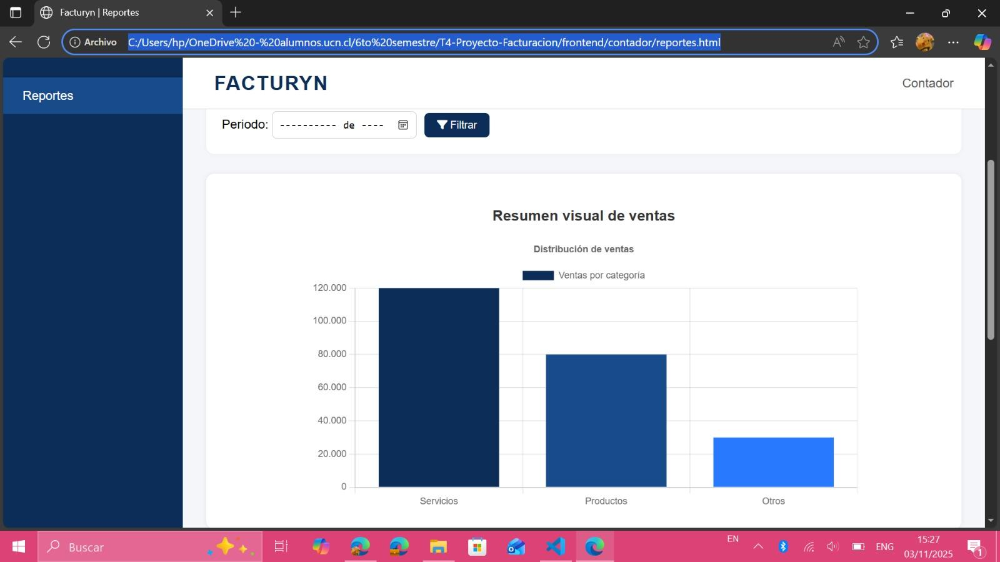 Facturyn | Reportes
Archivo
C:/Users/hp/OneDrive%20-%20alumnos.ucn.cl/6to%20semestre/T4-Proyecto-Facturacion/frontend/contador/reportes.html
Reportes
FACTURYN
Contador
Periodo:
---------- de ----
Filtrar
Resumen visual de ventas
Distribución de ventas
Ventas por categoría
120.000
100.000
80.000
60.000
40.000
20.000
0
Servicios
Productos
Otros
Buscar
EN
ENG
15:27
03/11/2025
1